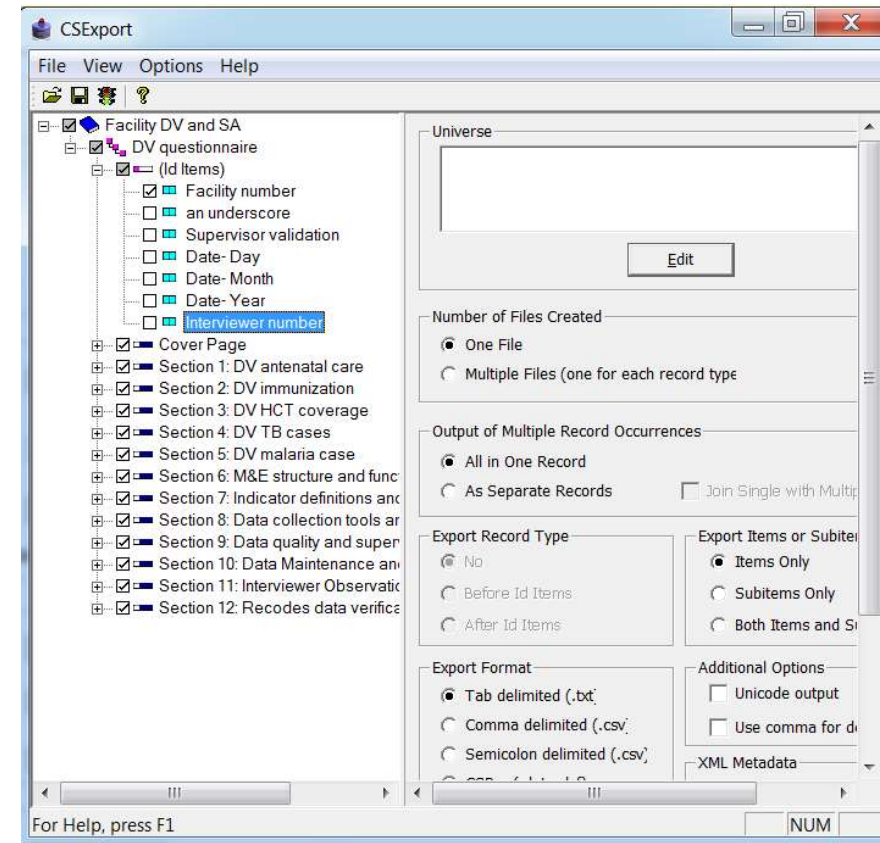 CSExport
File View Options Help
Facility DV and SA
DV questionnaire
(Id Items)
Facility number
an underscore
Supervisor validation
Date- Day
Date- Month
Date- Year
Interviewer number
Cover Page
Section 1: DV antenatal care
Section 2: DV immunization
Section 3: DV HCT coverage
Section 4: DV TB cases
Section 5: DV malaria case
Section 6: M&E structure and func
Section 7: Indicator definitions and
Section 8: Data collection tools ar
Section 9: Data quality and super
Section 10: Data Maintenance an
Section 11: Interviewer Observatic
Section 12: Recodes data verifica
Universe
Edit
Number of Files Created
One File
Multiple Files (one for each record type
Output of Multiple Record Occurrences
All in One Record
As Separate Records Join Single with Multip
Export Record Type
No
Before Id Items
After Id Items
Export Items or Subite
Items Only
Subitems Only
Both Items and S
Export Format
Tab delimited (.txt)
Comma delimited (.csv)
Semicolon delimited (.csv)
Additional Options
Unicode output
Use comma for d
XML Metadata
For Help, press F1
NUM